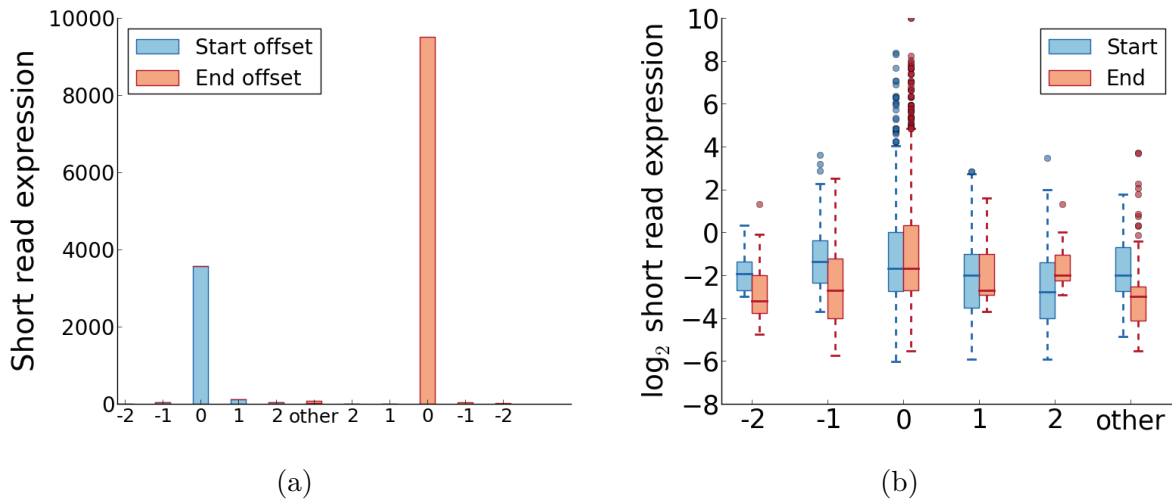 Short read expression
10000
8000
6000
4000
2000
0
Start offset
End offset
-2 -1 0 1 2 other 2 1 0 -1 -2
(a)
log2 short read expression
10
8
6
4
2
0
−2
−4
−6
−8
Start
End
-2 -1 0 1 2 other
(b)